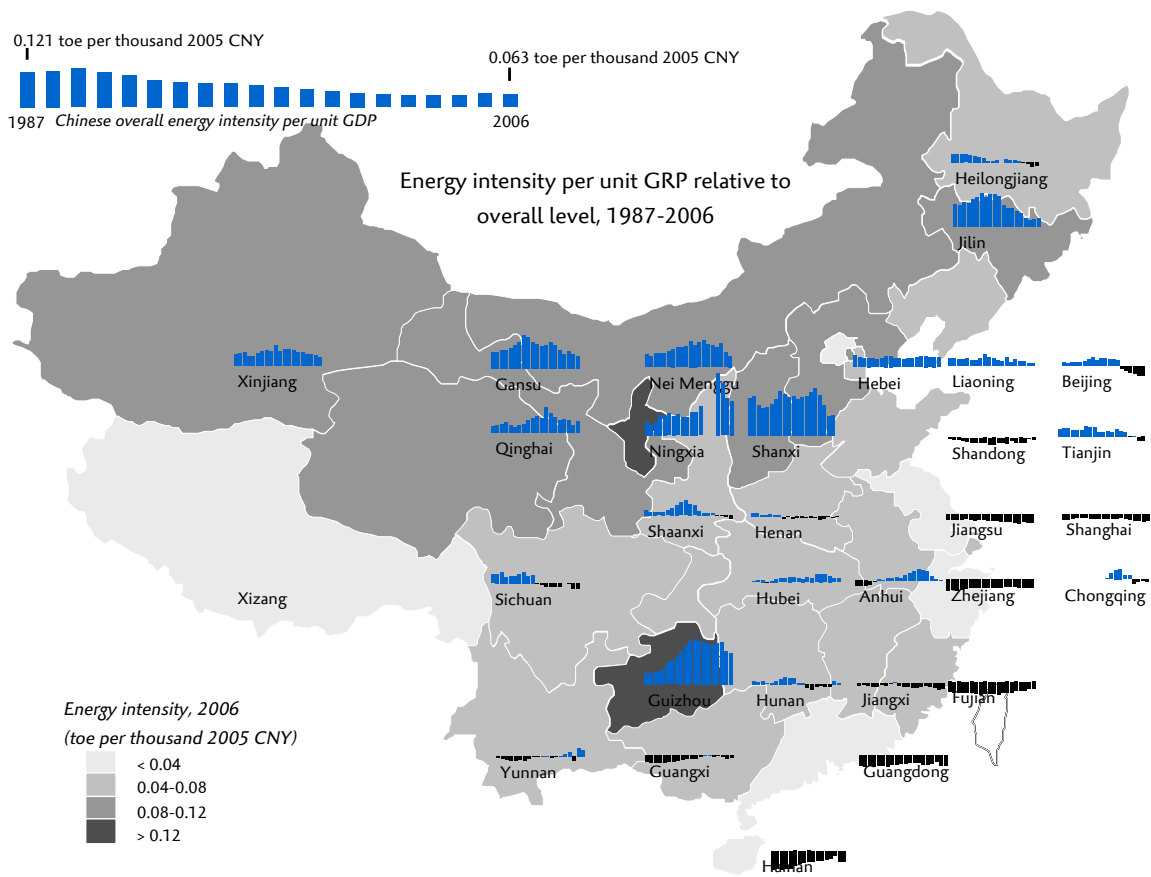 0.121 toe per thousand 2005 CNY
0.063 toe per thousand 2005 CNY
1987 Chinese overall energy intensity per unit GDP 2006
Energy intensity per unit GRP relative to
overall level, 1987-2006
Heilongjiang
Jilin
Xinjiang
Gansu
Nei Menggu
Hebei
Liaoning
Beijing
Qinghai
Ningxia
Shanxi
Shandong
Tianjin
Shaanxi
Henan
Jiangsu
Shanghai
Xizang
Sichuan
Hubei
Anhui
Zhejiang
Chongqing
Guizhou
Hunan
Jiangxi
Fujian
Yunnan
Guangxi
Guangdong
Hainan
Energy intensity, 2006
(toe per thousand 2005 CNY)
< 0.04
0.04-0.08
0.08-0.12
> 0.12